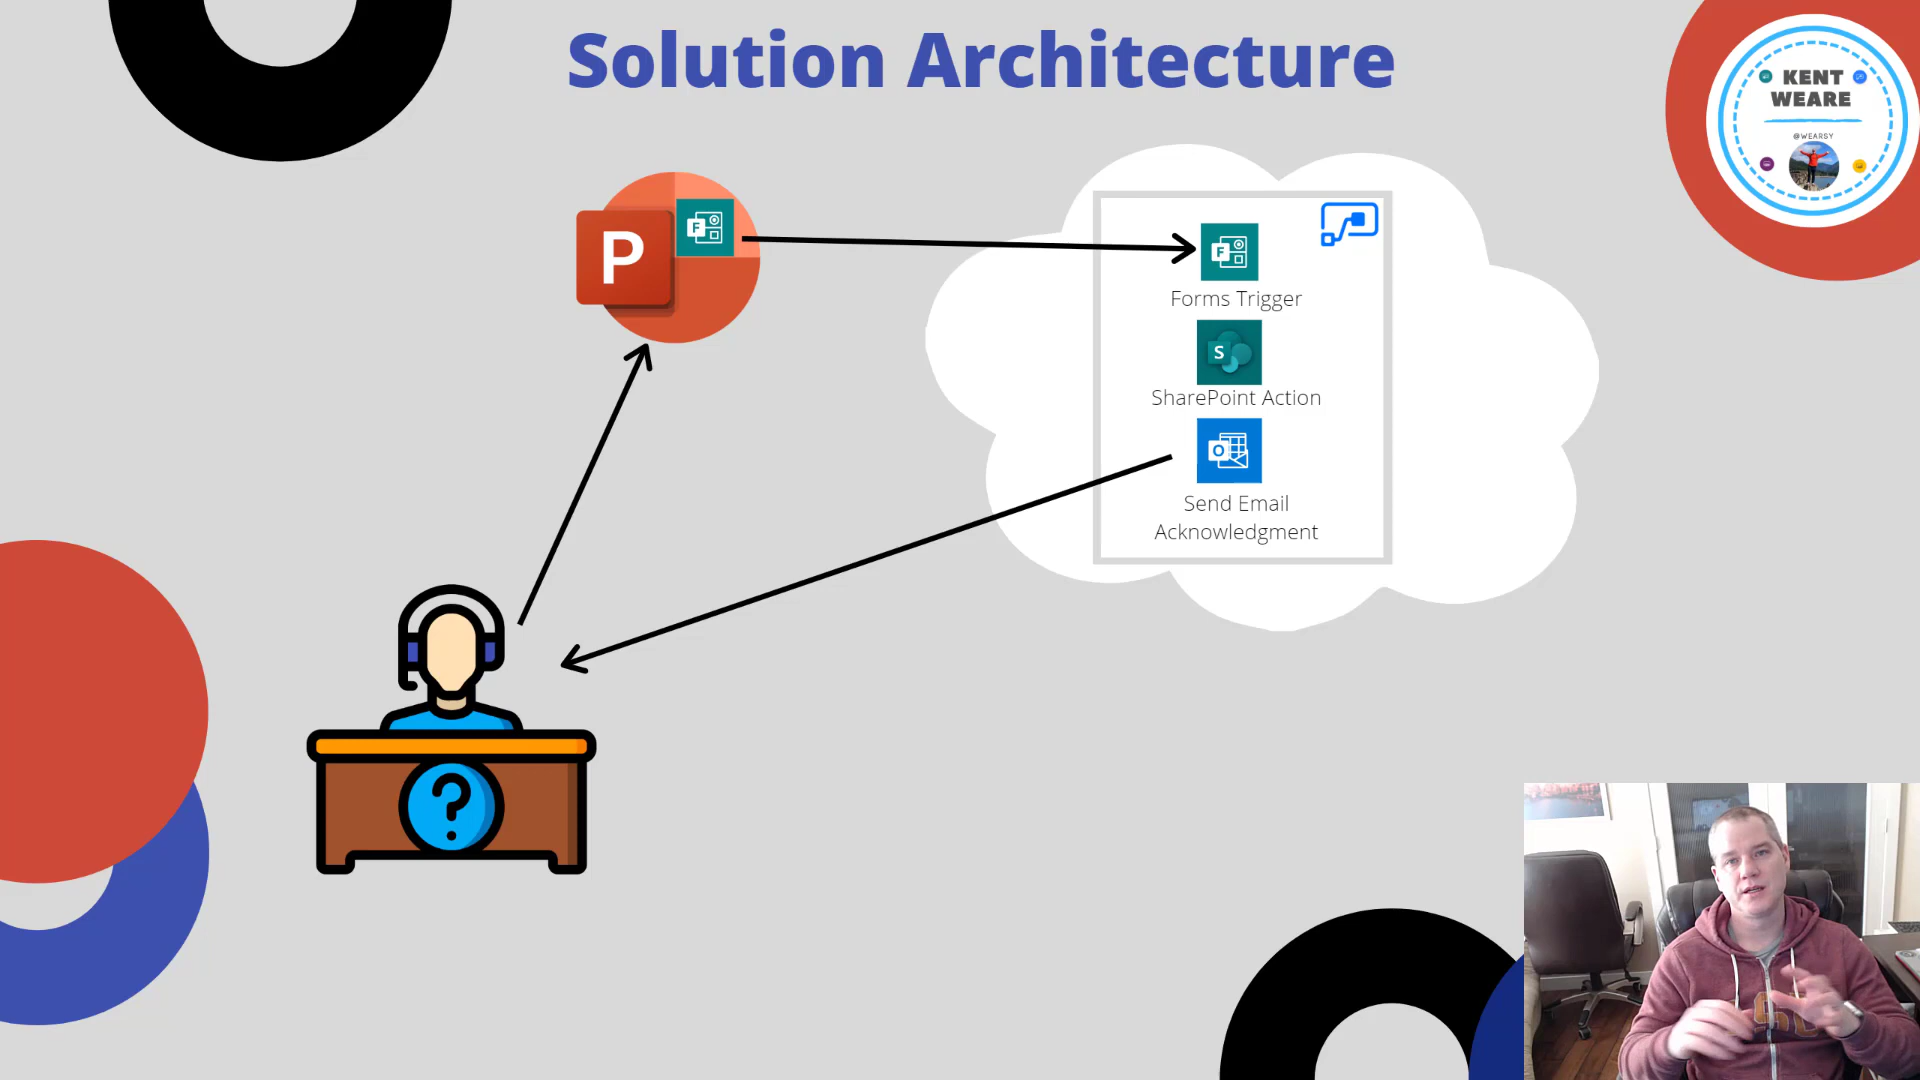 Solution Architecture
KENT
WEARE
@WEARSY
P
F
F
Forms Trigger
S
SharePoint Action
O
Send Email
Acknowledgment
?